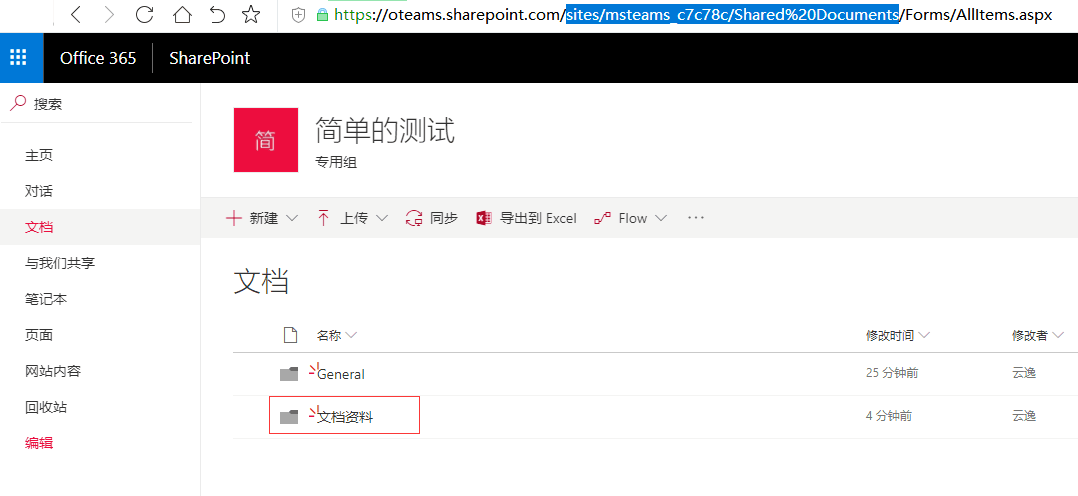 https://oteams.sharepoint.com/sites/msteams_c7c78c/Shared%20Documents/Forms/AllItems.aspx
Office 365 SharePoint
搜索
主页
对话
文档
与我们共享
笔记本
页面
网站内容
回收站
编辑
简
简单的测试
专用组
新建 上传 同步 导出到 Excel Flow ···
文档
名称 修改时间 修改者
General 25 分钟前 云逸
文档资料 4 分钟前 云逸